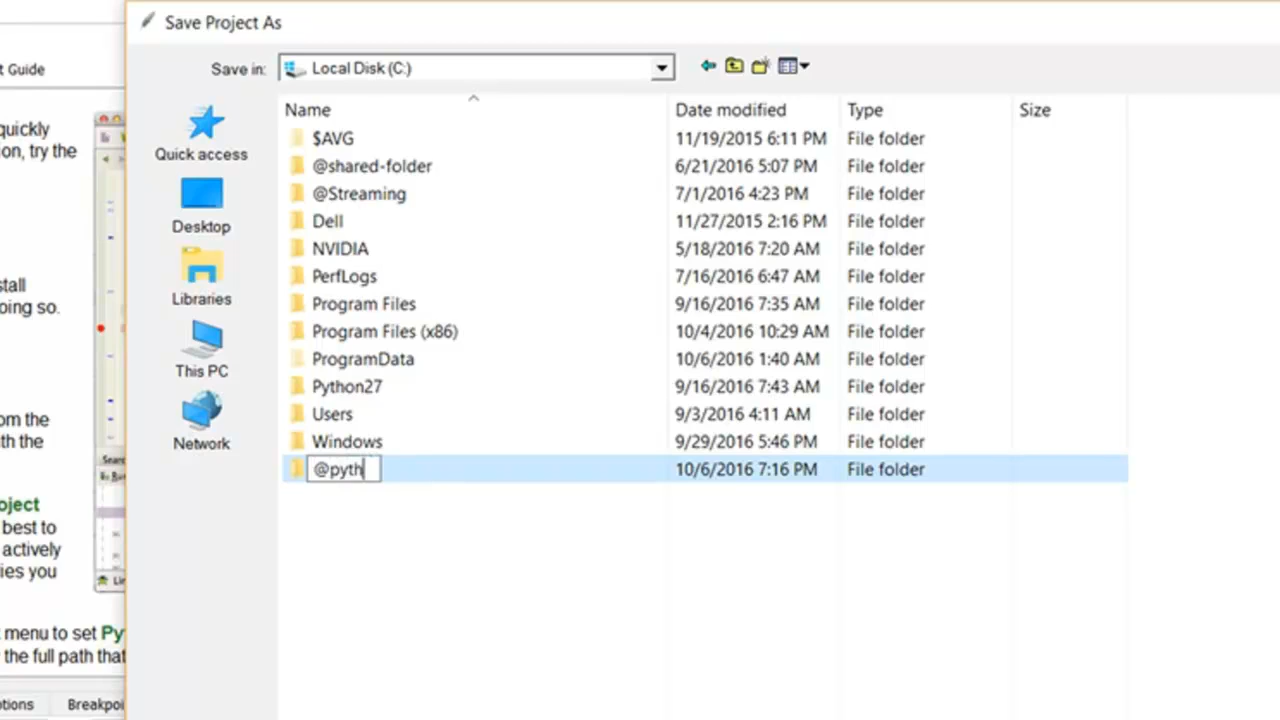 Save Project As
t Guide
Save in: Local Disk (C:)
Name Date modified Type Size
quickly
ion, try the
Quick access
Desktop
Libraries
This PC
Network
$AVG 11/19/2015 6:11 PM File folder
@shared-folder 6/21/2016 5:07 PM File folder
@Streaming 7/1/2016 4:23 PM File folder
Dell 11/27/2015 2:16 PM File folder
NVIDIA 5/18/2016 7:20 AM File folder
PerfLogs 7/16/2016 6:47 AM File folder
Program Files 9/16/2016 7:35 AM File folder
Program Files (x86) 10/4/2016 10:29 AM File folder
ProgramData 10/6/2016 1:40 AM File folder
Python27 9/16/2016 7:43 AM File folder
Users 9/3/2016 4:11 AM File folder
Windows 9/29/2016 5:46 PM File folder
@pyth 10/6/2016 7:16 PM File folder
stall
oing so.
om the
th the
Searc
oject
best to
actively
ies you
menu to set Py
the full path that
ptions Breakpoi